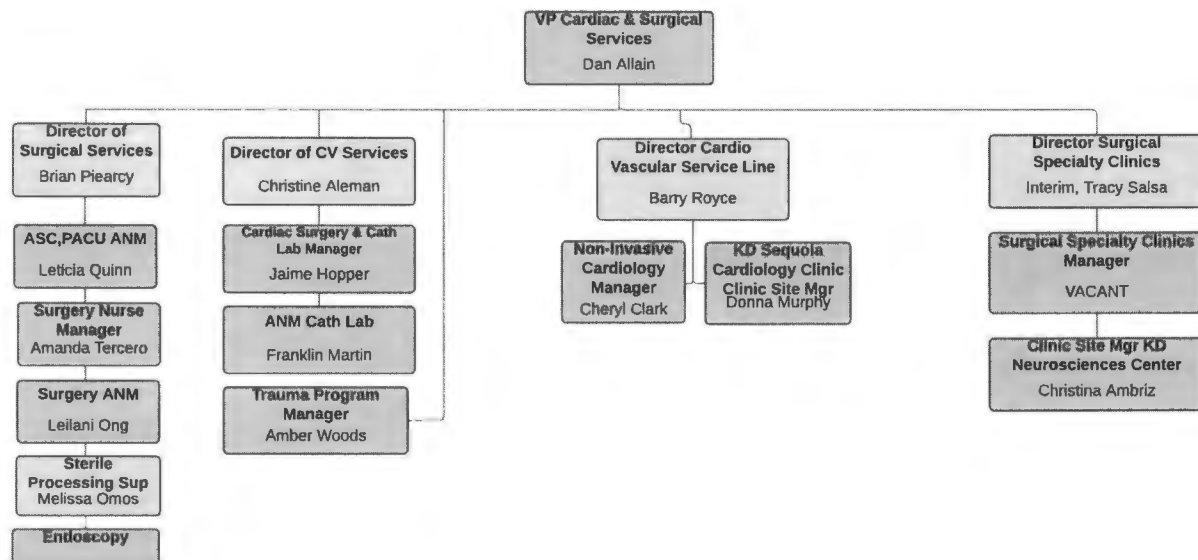 VP Cardiac & Surgical
Services
Dan Allain
Director of
Surgical Services
Brian Piearcy
Director of CV Services
Christine Aleman
Director Cardio
Vascular Service Line
Barry Royce
Director Surgical
Specialty Clinics
Interim, Tracy Salsa
ASC,PACU ANM
Leticia Quinn
Cardiac Surgery & Cath
Lab Manager
Jaime Hopper
Non-Invasive
Cardiology
Manager
Cheryl Clark
KD Sequoia
Cardiology Clinic
Clinic Site Mgr
Donna Murphy
Surgical Specialty Clinics
Manager
VACANT
Surgery Nurse
Manager
Amanda Tercero
ANM Cath Lab
Franklin Martin
Clinic Site Mgr KD
Neurosciences Center
Christina Ambriz
Surgery ANM
Leilani Ong
Trauma Program
Manager
Amber Woods
Sterile
Processing Sup
Melissa Omos
Endoscopy